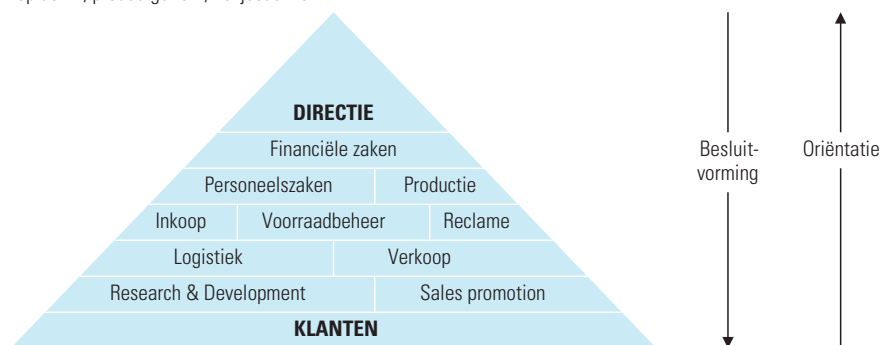 DIRECTIE
Financiële zaken
Personeelszaken Productie
Inkoop Voorraadbeheer Reclame
Logistiek Verkoop
Research & Development Sales promotion
KLANTEN
Besluit-
vorming
Oriëntatie